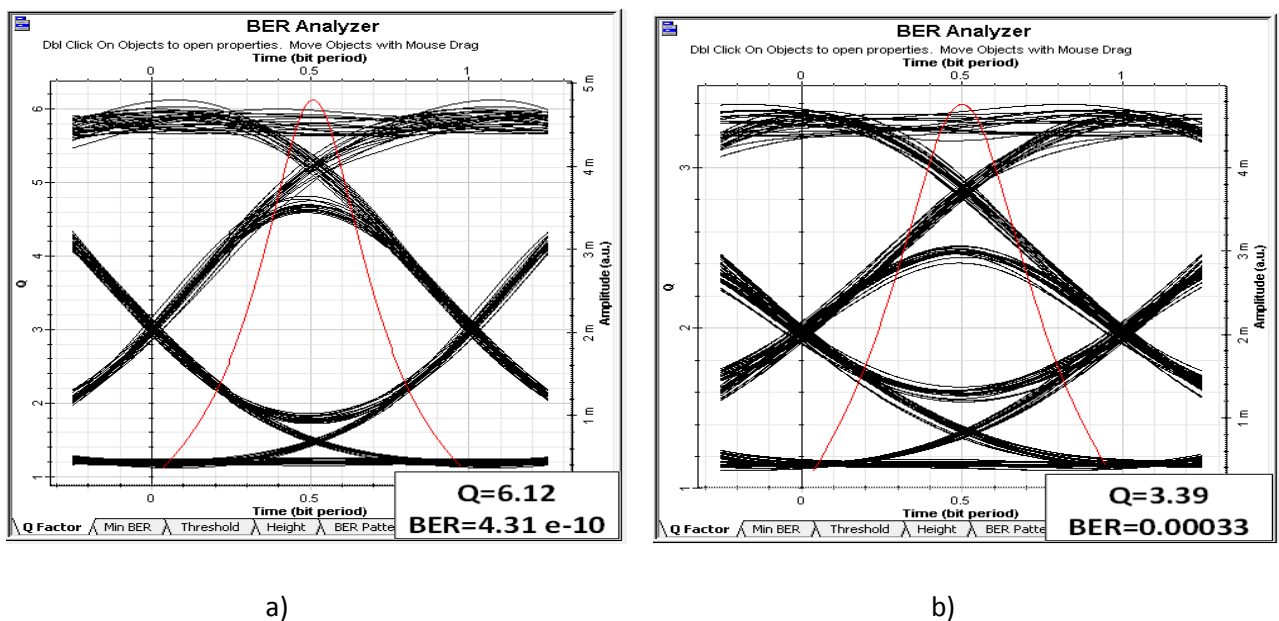 BER Analyzer
Dbl Click On Objects to open properties. Move Objects with Mouse Drag
Time (bit period)
0 0.5 1
5 m
4 m
3 m
2 m
1 m
Amplitude (a.u.)
6
5
4
3
2
1
Q
0 0.5
Time (bit period)
Q Factor Min BER Threshold Height BER Patte
Q=6.12
BER=4.31 e-10
a)
BER Analyzer
Dbl Click On Objects to open properties. Move Objects with Mouse Drag
Time (bit period)
0 0.5 1
4 m
3 m
2 m
1 m
Amplitude (a.u.)
3
2
1
Q
0 0.5
Time (bit period)
Q Factor Min BER Threshold Height BER Patte
Q=3.39
BER=0.00033
b)